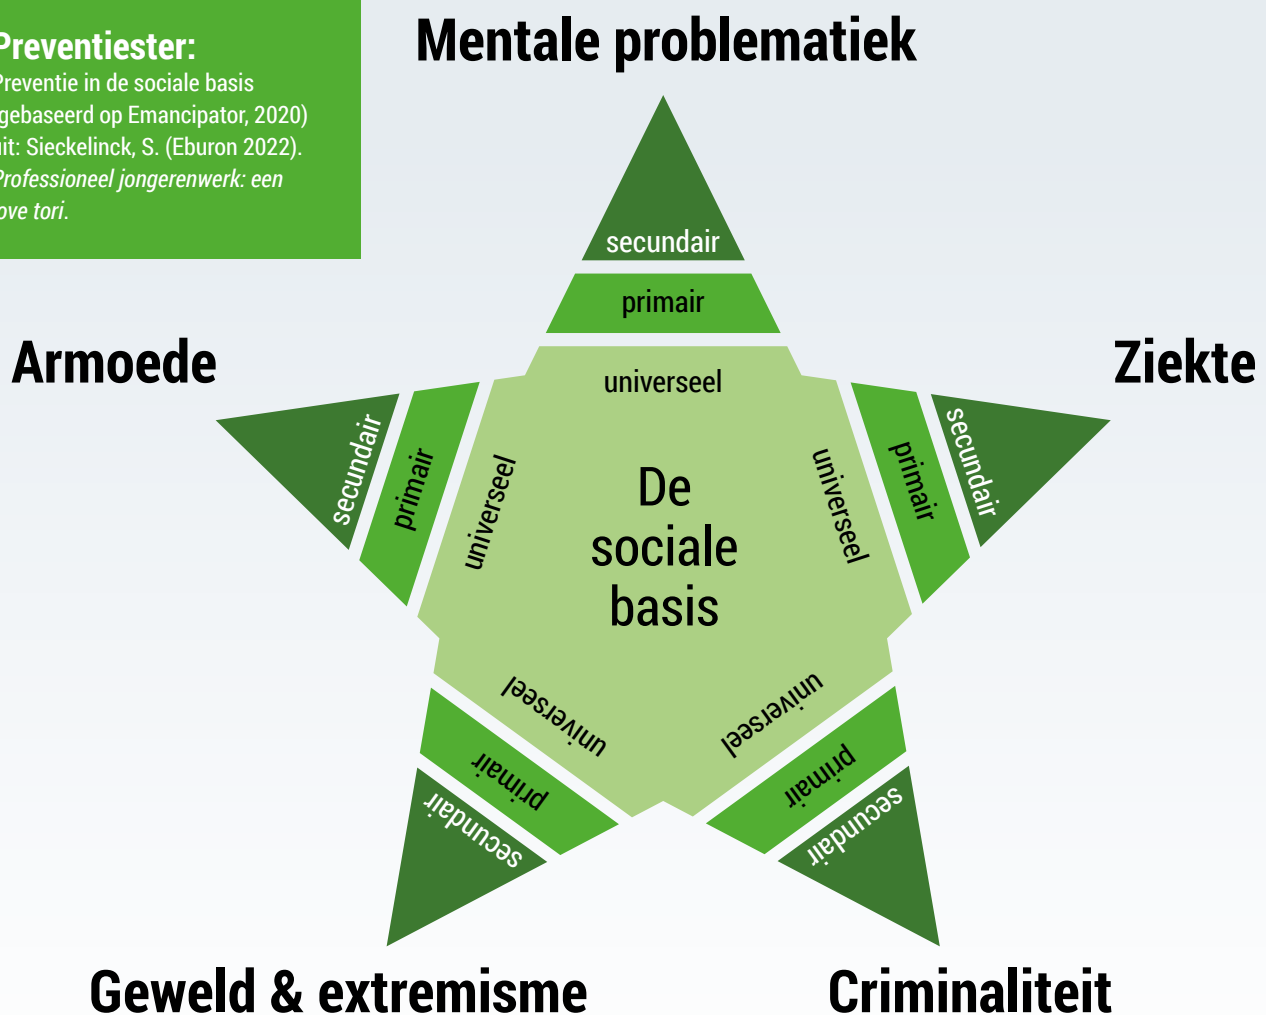 Preventiester:
Preventie in de sociale basis
gebaseerd op Emancipator, 2020)
uit: Sieckelinck, S. (Eburon 2022).
Professioneel jongerenwerk: een
love tori.
Mentale problematiek
secundair
primair
universeel
Armoede
secundair
primair
universeel
Ziekte
secundair
primair
universeel
De
sociale
basis
universeel
primair
secundair
universeel
primair
secundair
Geweld & extremisme
Criminaliteit